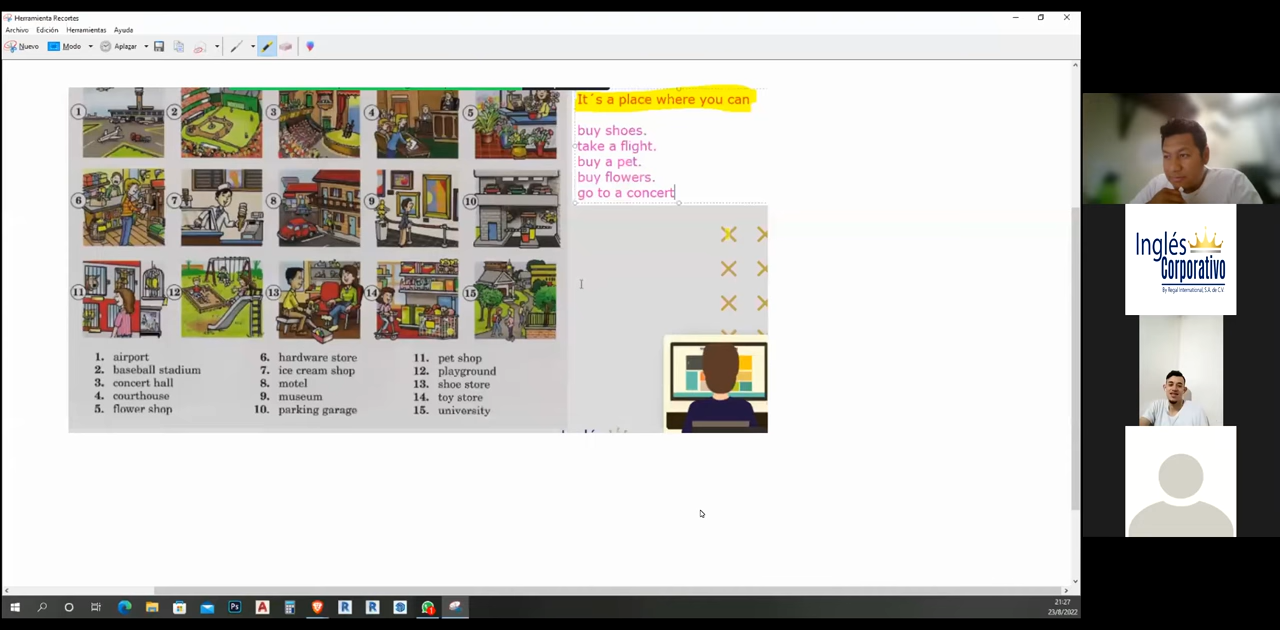 Herramienta Recortes
Archivo Edición Herramientas Ayuda
Nuevo Modo Aplazar
1 2 3 4 5
6 7 8 9 10
11 12 13 14 15
1. airport
2. baseball stadium
3. concert hall
4. courthouse
5. flower shop
6. hardware store
7. ice cream shop
8. motel
9. museum
10. parking garage
11. pet shop
12. playground
13. shoe store
14. toy store
15. university
It´s a place where you can
buy shoes.
take a flight.
buy a pet.
buy flowers.
go to a concert
Inglés
Corporativo
By Regal International, S.A. de C.V.
21:27
23/8/2022